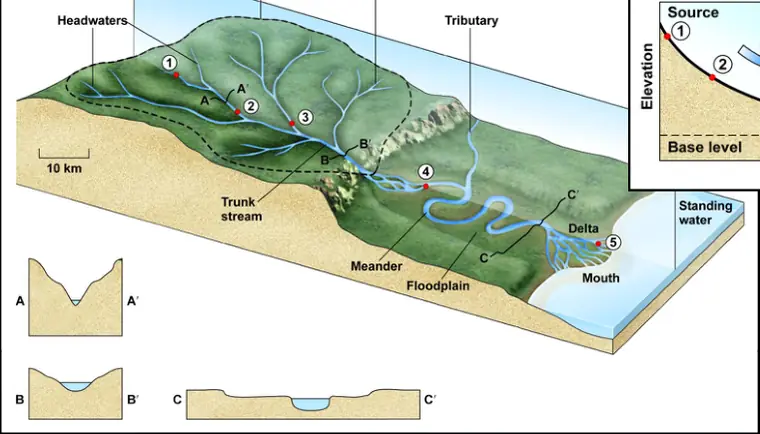 Headwaters
Tributary
Source
1
2
Elevation
Base level
1
A
A′
2
3
B
B′
4
10 km
Trunk
stream
C
C′
Delta
5
Standing
water
Meander
Floodplain
Mouth
A
A′
B
B′
C
C′